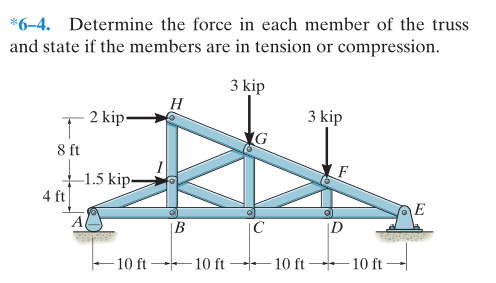 *6–4. Determine the force in each member of the truss
and state if the members are in tension or compression.
3 kip
H
2 kip
3 kip
G
8 ft
I
F
1.5 kip
4 ft
E
A
B
C
D
10 ft
10 ft
10 ft
10 ft